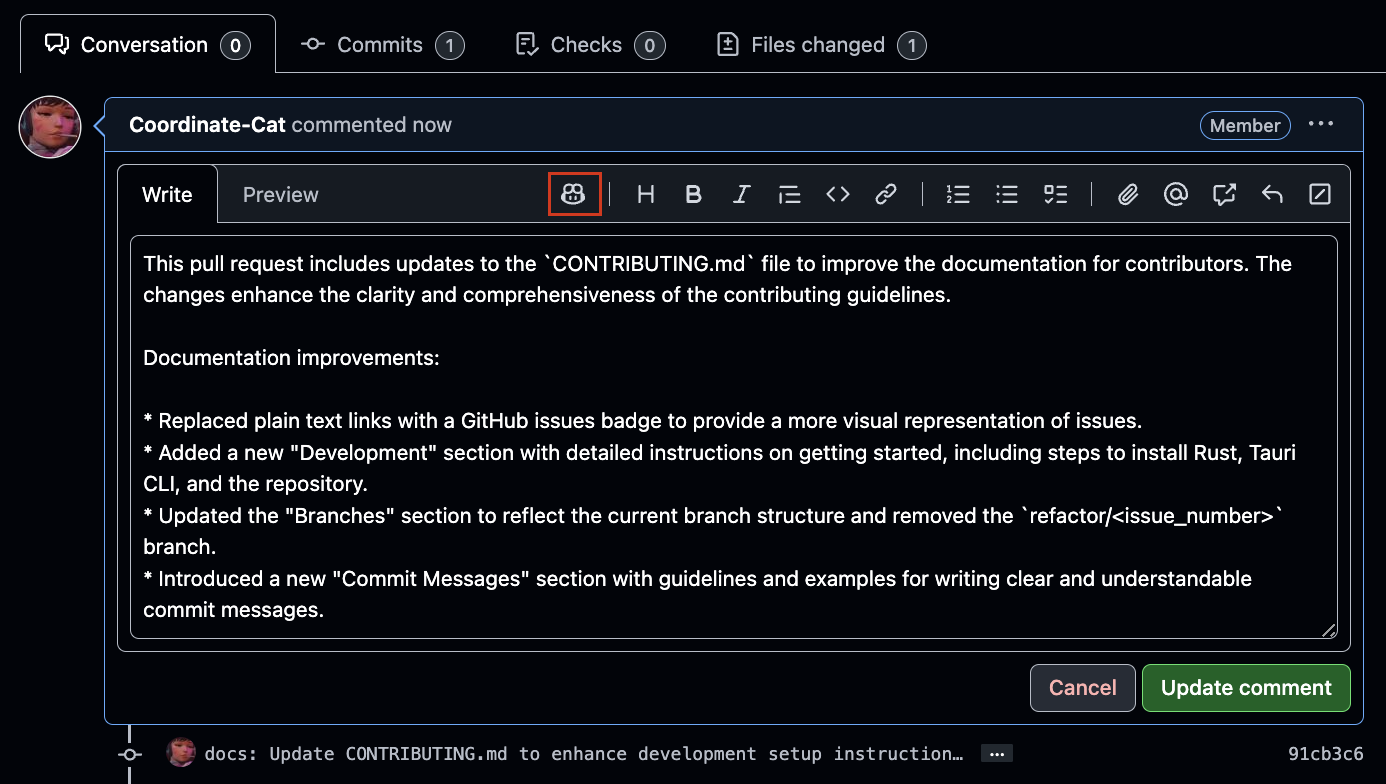 Conversation 0 Commits 1 Checks 0 Files changed 1
Coordinate-Cat commented now Member
Write Preview
This pull request includes updates to the `CONTRIBUTING.md` file to improve the documentation for contributors. The
changes enhance the clarity and comprehensiveness of the contributing guidelines.
Documentation improvements:
* Replaced plain text links with a GitHub issues badge to provide a more visual representation of issues.
* Added a new "Development" section with detailed instructions on getting started, including steps to install Rust, Tauri
CLI, and the repository.
* Updated the "Branches" section to reflect the current branch structure and removed the `refactor/<issue_number>`
branch.
* Introduced a new "Commit Messages" section with guidelines and examples for writing clear and understandable
commit messages.
Cancel Update comment
docs: Update CONTRIBUTING.md to enhance development setup instruction… 91cb3c6